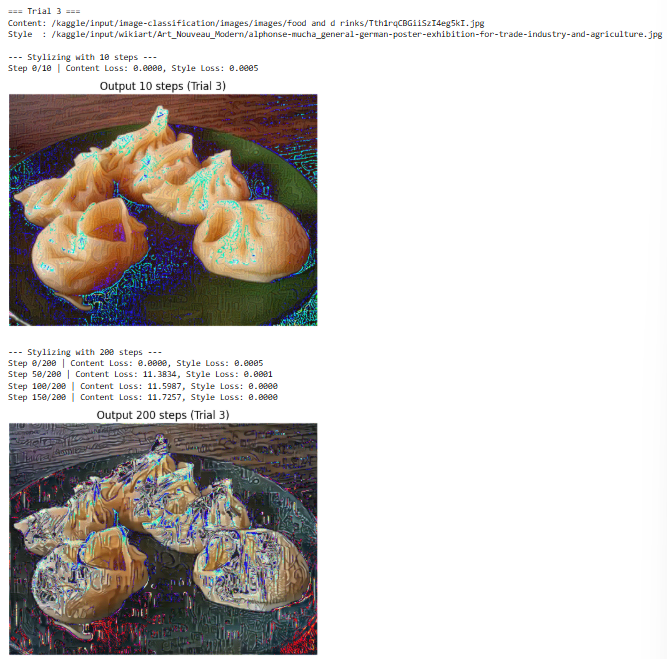 === Trial 3 ===
Content: /kaggle/input/image-classification/images/images/food and d rinks/Tth1rqCBGiiSzI4eg5kI.jpg
Style  : /kaggle/input/wikiart/Art_Nouveau_Modern/alphonse-mucha_general-german-poster-exhibition-for-trade-industry-and-agriculture.jpg
--- Stylizing with 10 steps ---
Step 0/10 | Content Loss: 0.0000, Style Loss: 0.0005
Output 10 steps (Trial 3)
--- Stylizing with 200 steps ---
Step 0/200 | Content Loss: 0.0000, Style Loss: 0.0005
Step 50/200 | Content Loss: 11.3834, Style Loss: 0.0001
Step 100/200 | Content Loss: 11.5987, Style Loss: 0.0000
Step 150/200 | Content Loss: 11.7257, Style Loss: 0.0000
Output 200 steps (Trial 3)